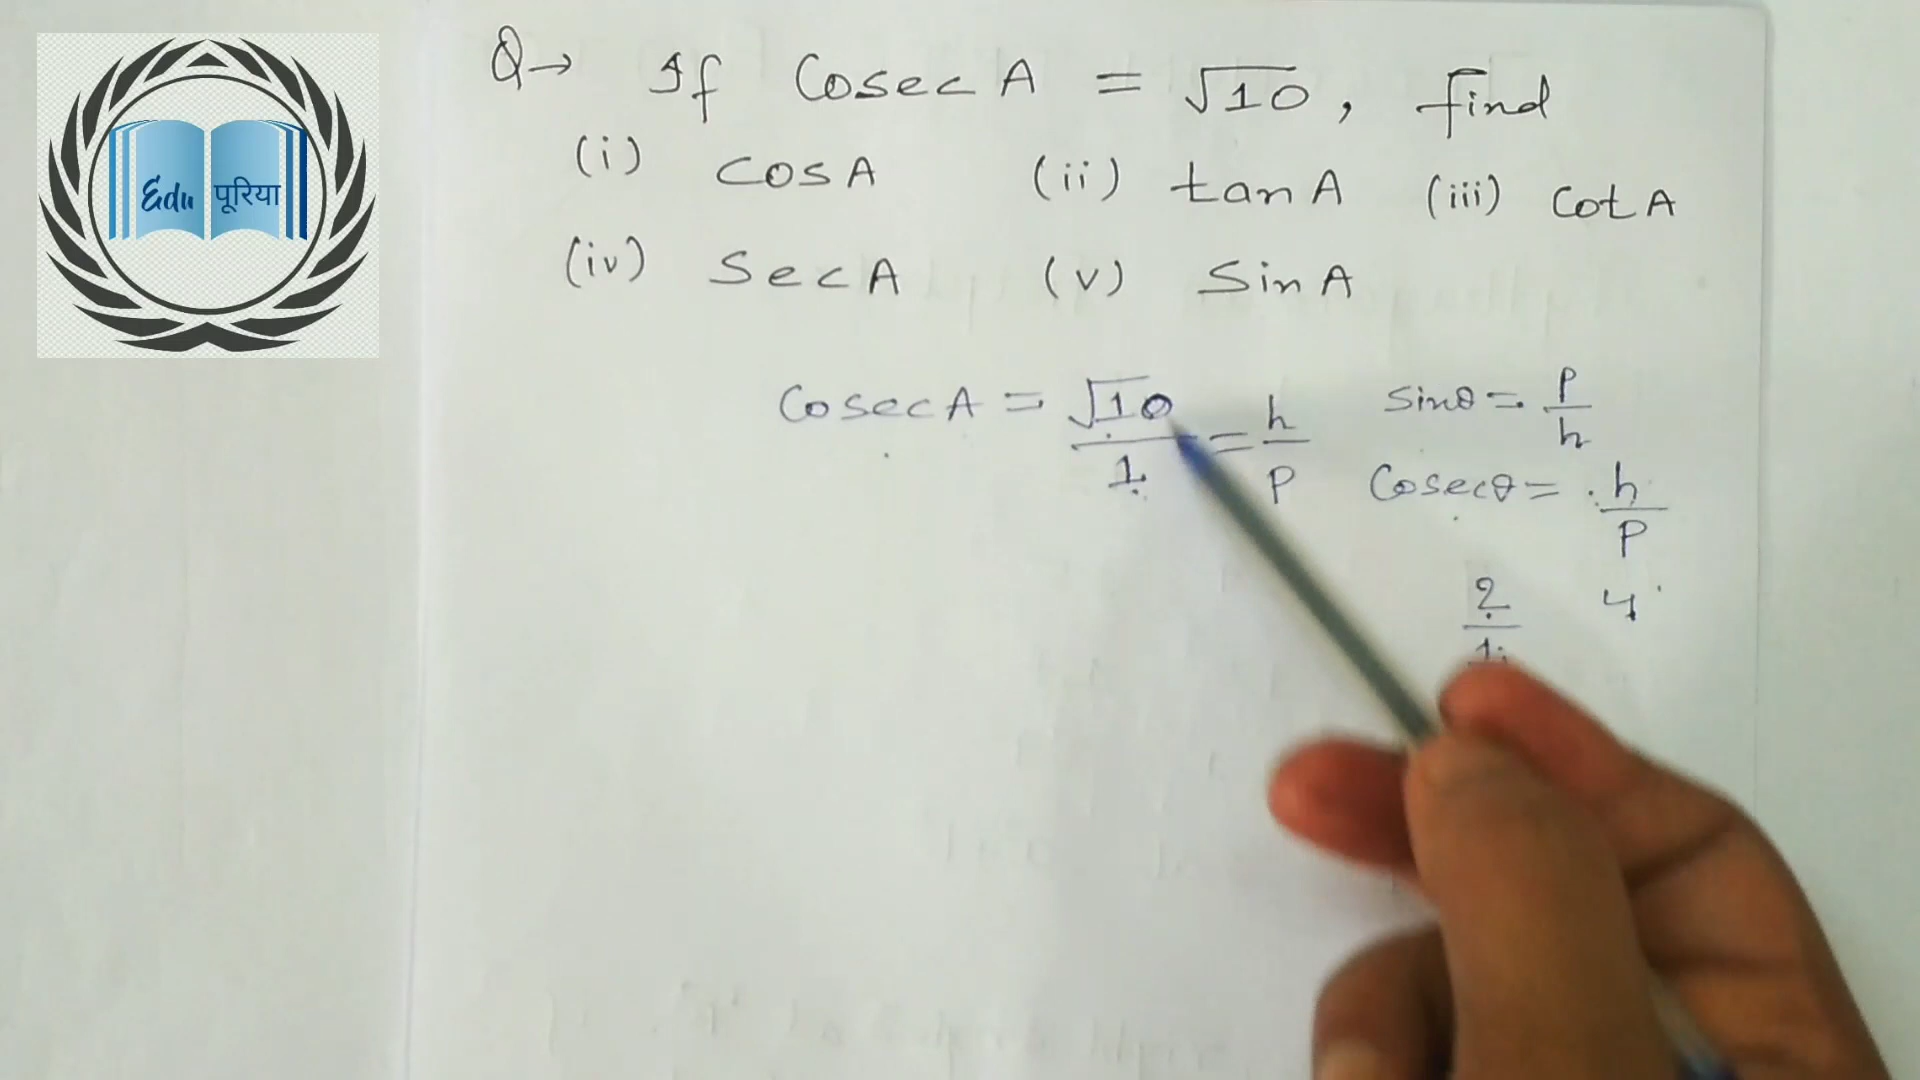 Edu पूरिया
Q→ If Cosec A = √10, find
(i) cos A (ii) tan A (iii) Cot A
(iv) Sec A (v) Sin A
Cosec A = √10/1 = h/P
Sinθ = P/h
Cosecθ = h/P
2/1 4